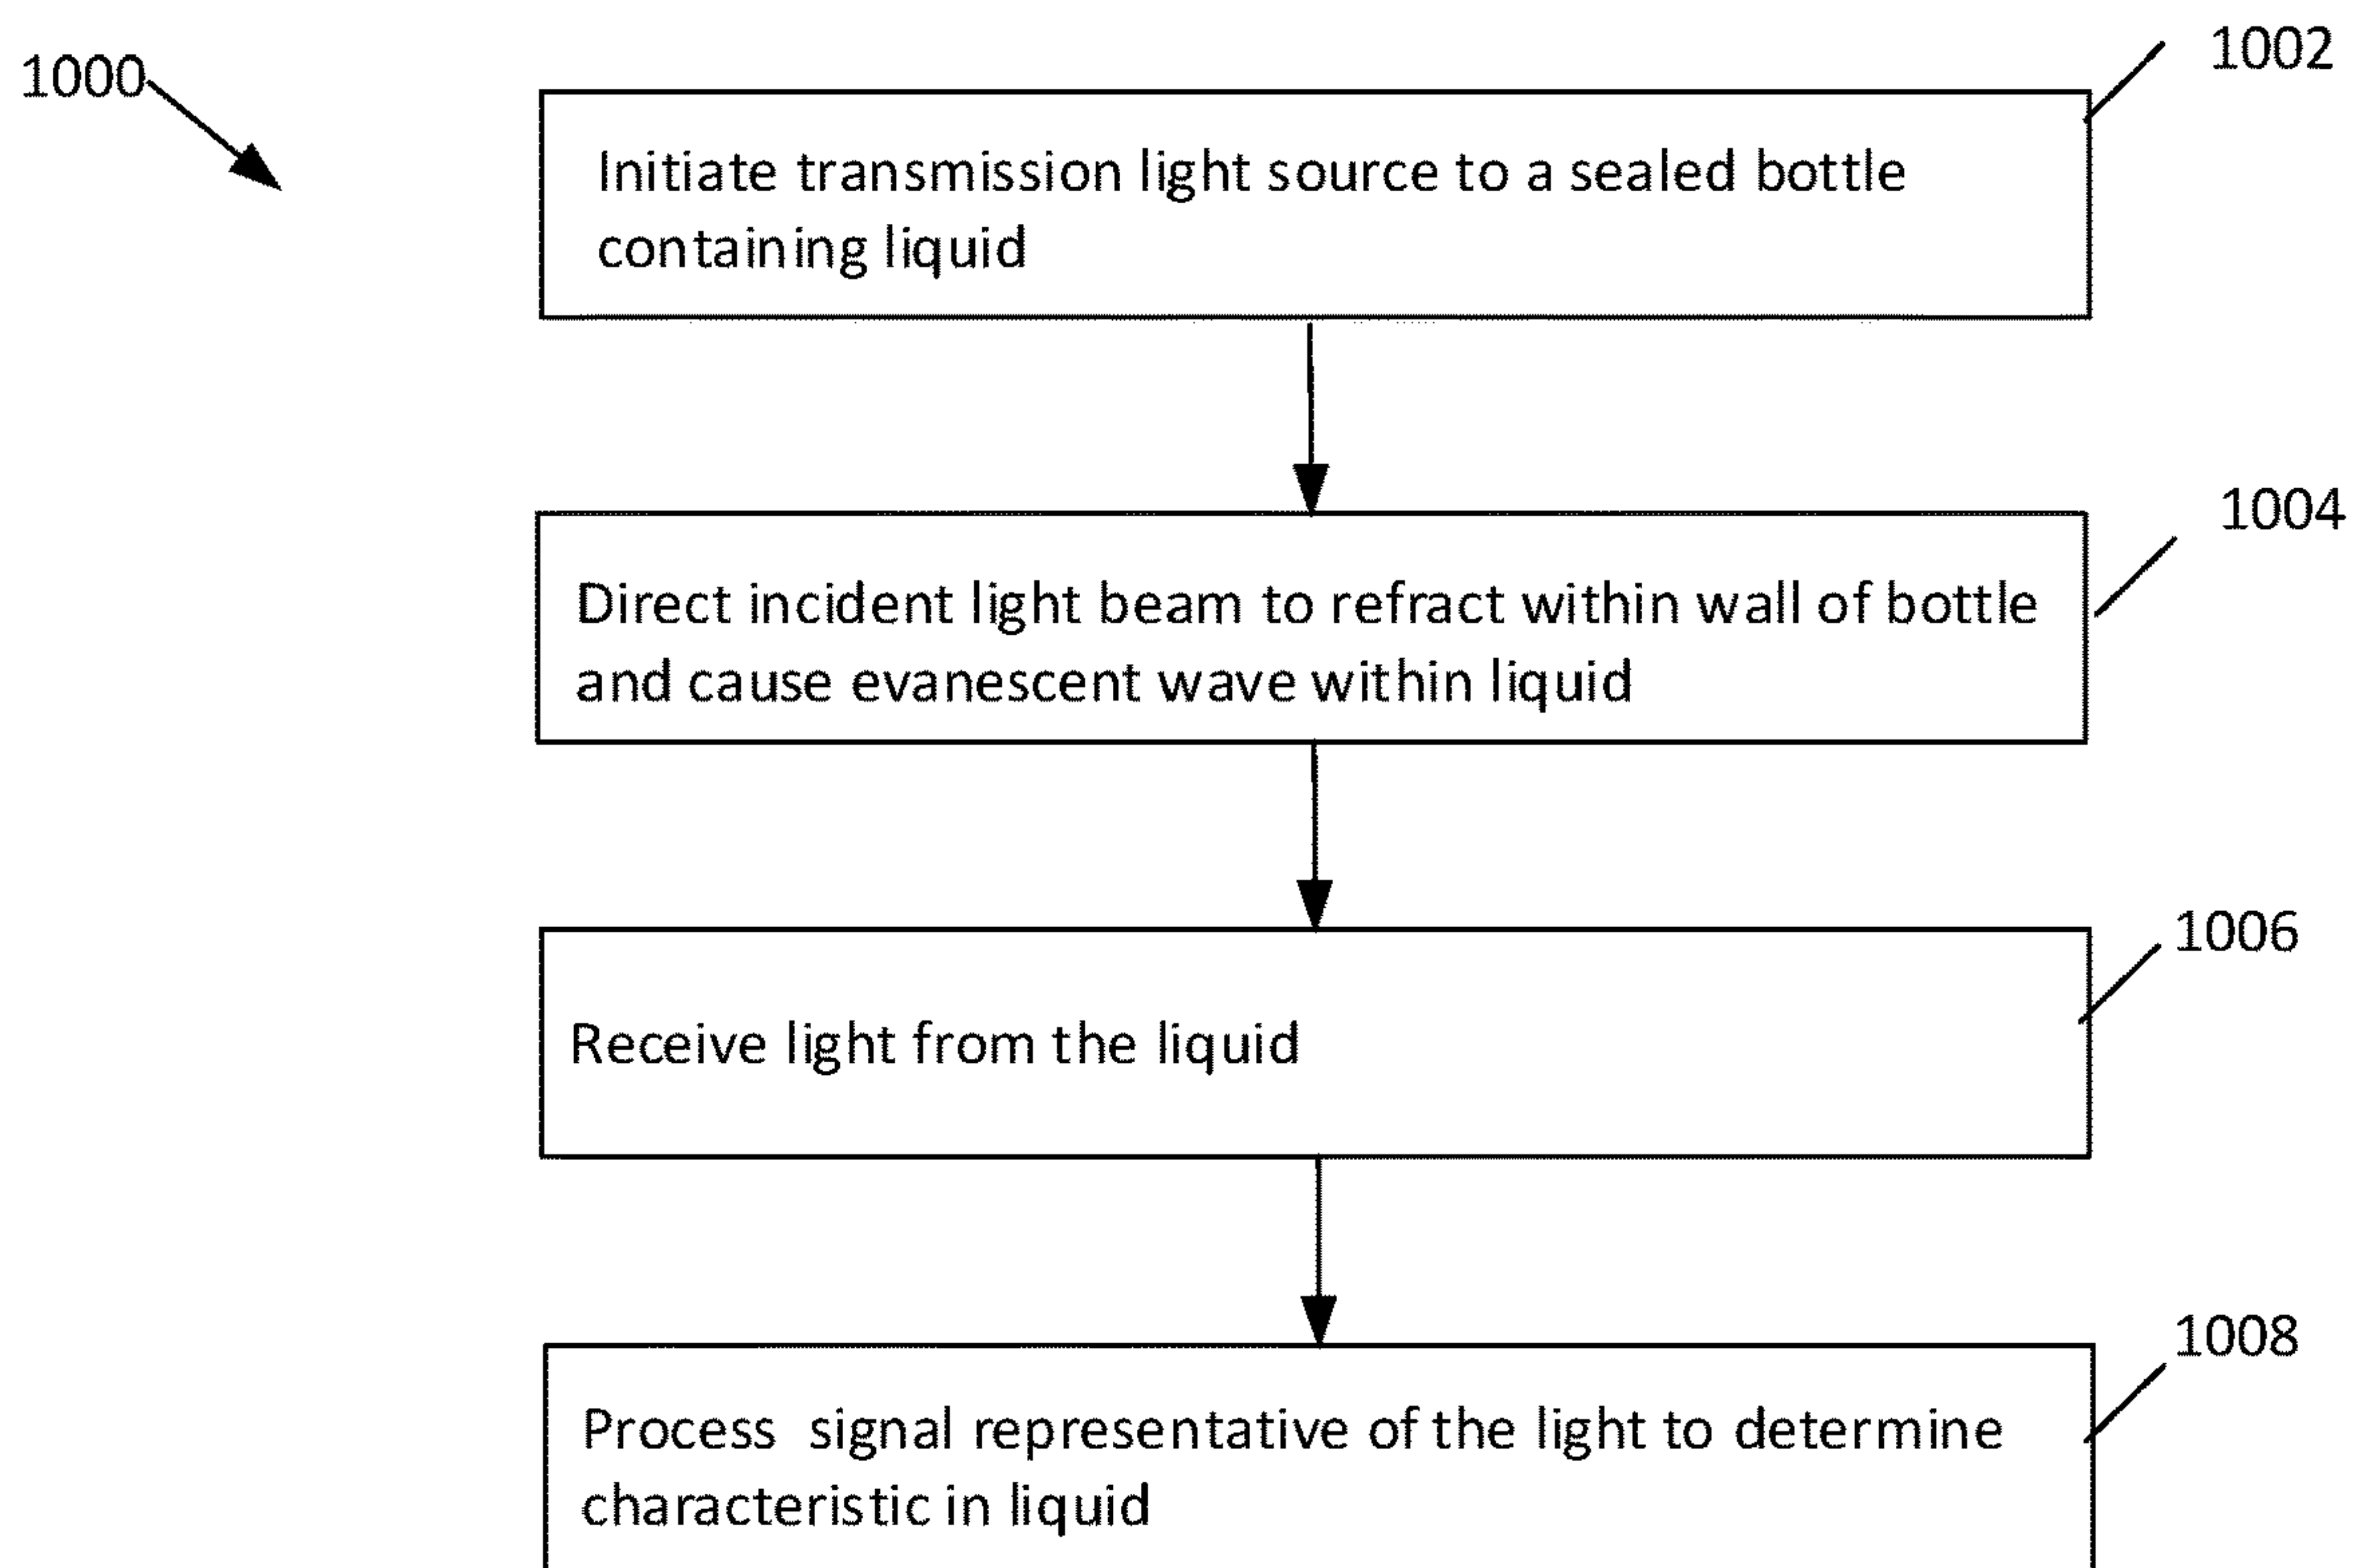 1000
1002
Initiate transmission light source to a sealed bottle
containing liquid
1004
Direct incident light beam to refract within wall of bottle
and cause evanescent wave within liquid
1006
Receive light from the liquid
1008
Process signal representative of the light to determine
characteristic in liquid